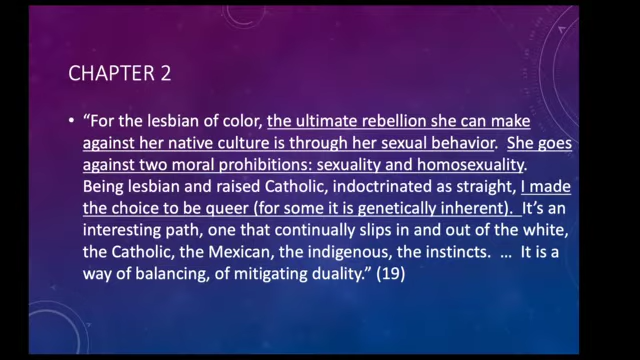 CHAPTER 2
• “For the lesbian of color, the ultimate rebellion she can make
against her native culture is through her sexual behavior. She goes
against two moral prohibitions: sexuality and homosexuality.
Being lesbian and raised Catholic, indoctrinated as straight, I made
the choice to be queer (for some it is genetically inherent). It’s an
interesting path, one that continually slips in and out of the white,
the Catholic, the Mexican, the indigenous, the instincts. … It is a
way of balancing, of mitigating duality.” (19)